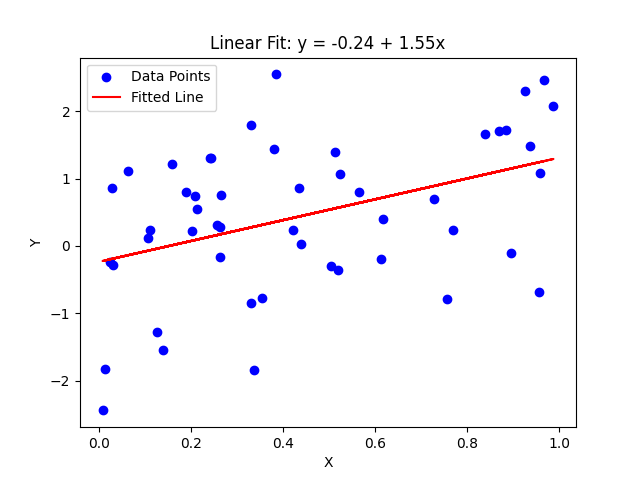 Linear Fit: y = -0.24 + 1.55x
Data Points
Fitted Line
2
1
0
−1
−2
Y
0.0 0.2 0.4 0.6 0.8 1.0
X